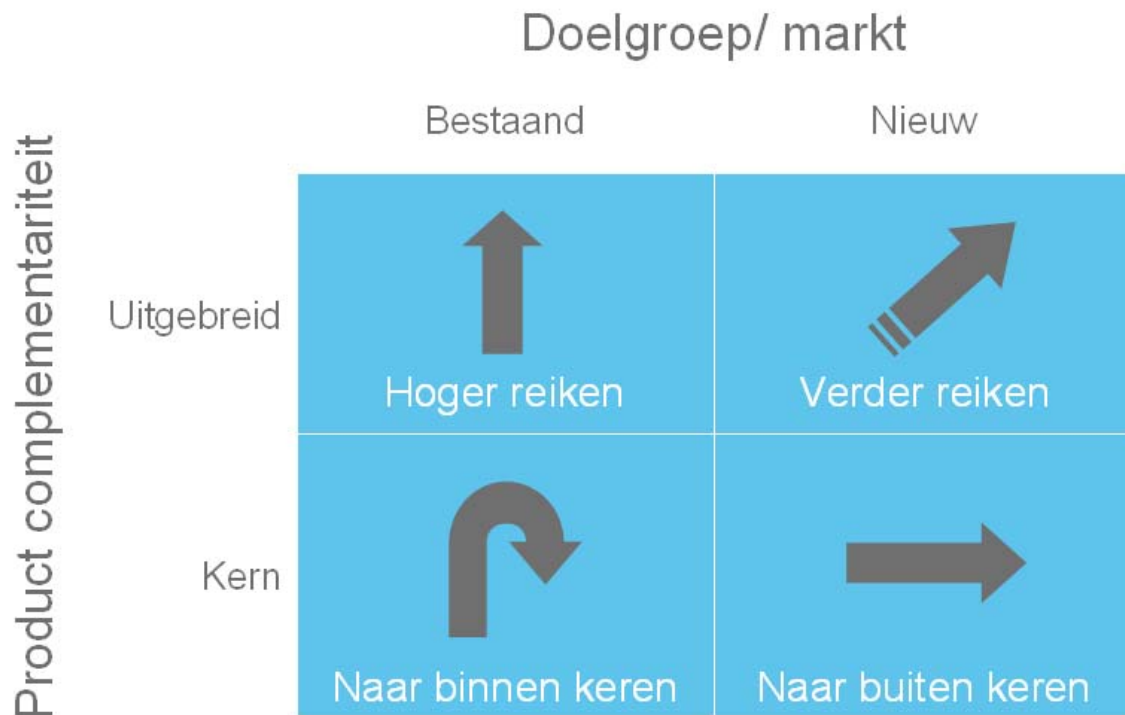 Doelgroep/ markt
Bestaand
Nieuw
Product complementariteit
Uitgebreid
Hoger reiken
Verder reiken
Kern
Naar binnen keren
Naar buiten keren